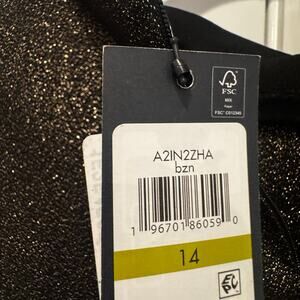 FSC
MIX
Paper
FSC® C012345
A2IN2ZHA
bzn
1 96701 86059 0
14